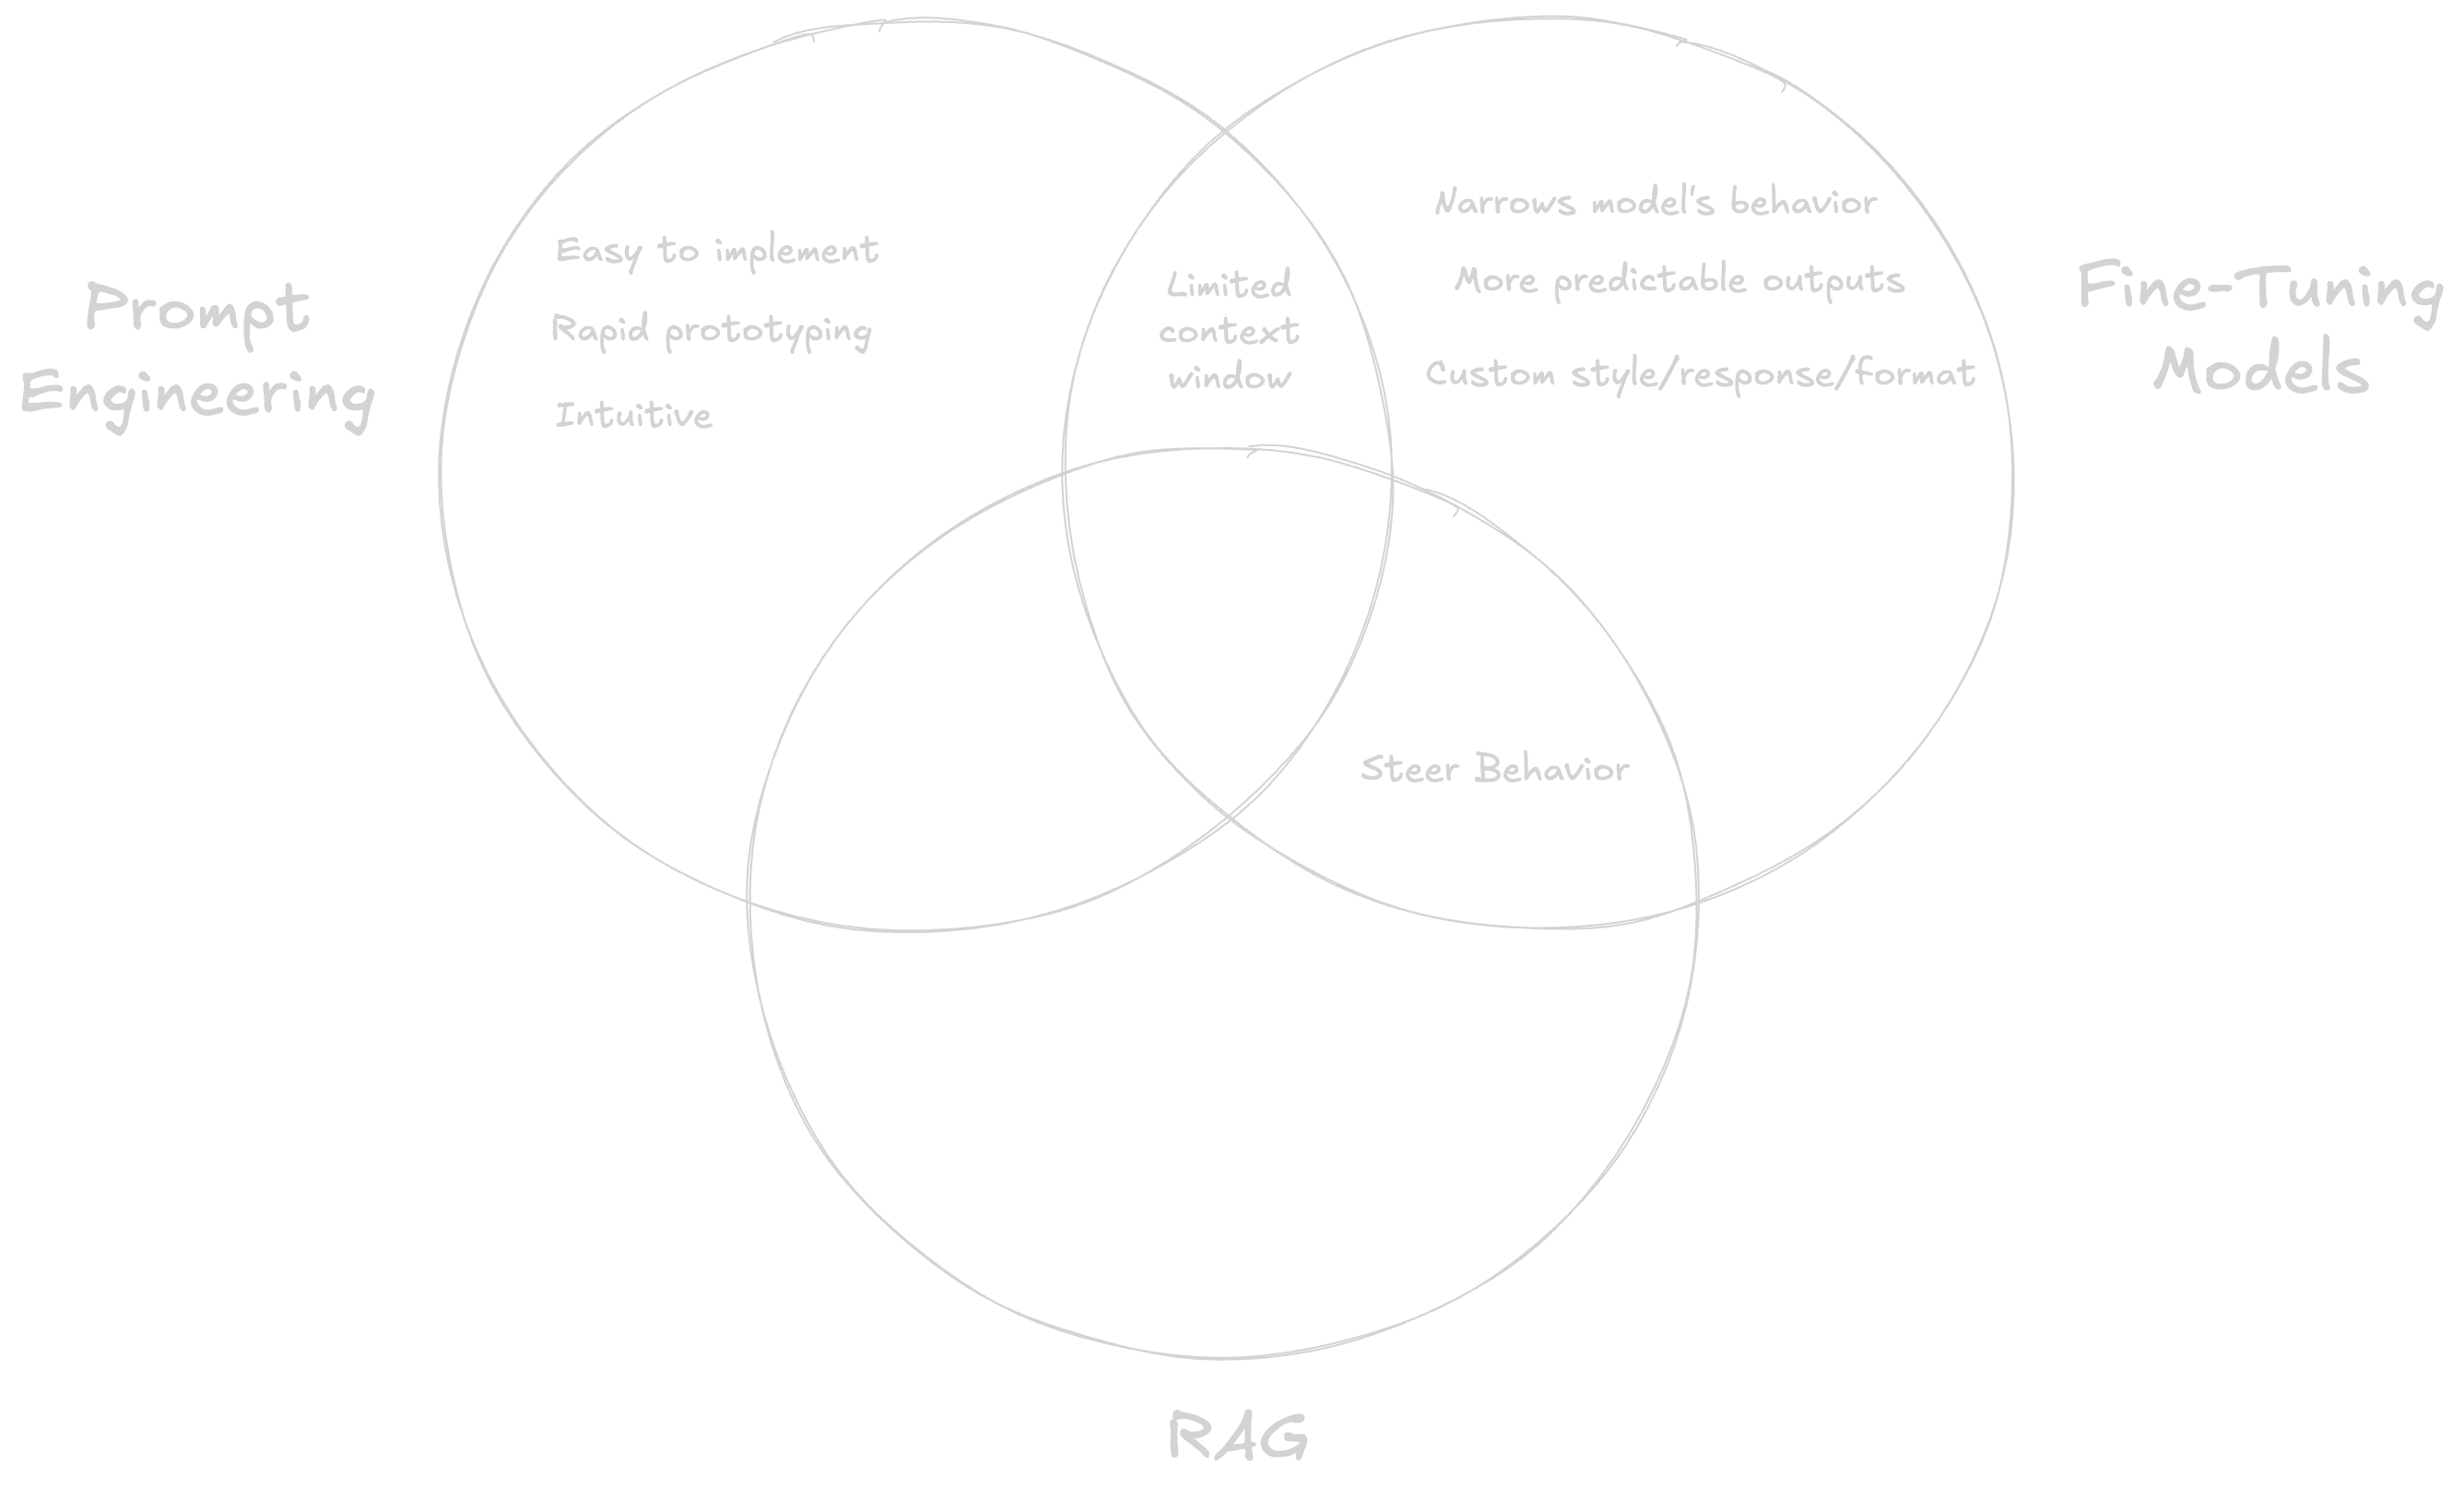 Prompt
Engineering
Easy to implement
Rapid prototyping
Intuitive
Limited
context
window
Narrows model's behavior
More predictable outputs
Custom style/response/format
Fine-Tuning
Models
Steer Behavior
RAG